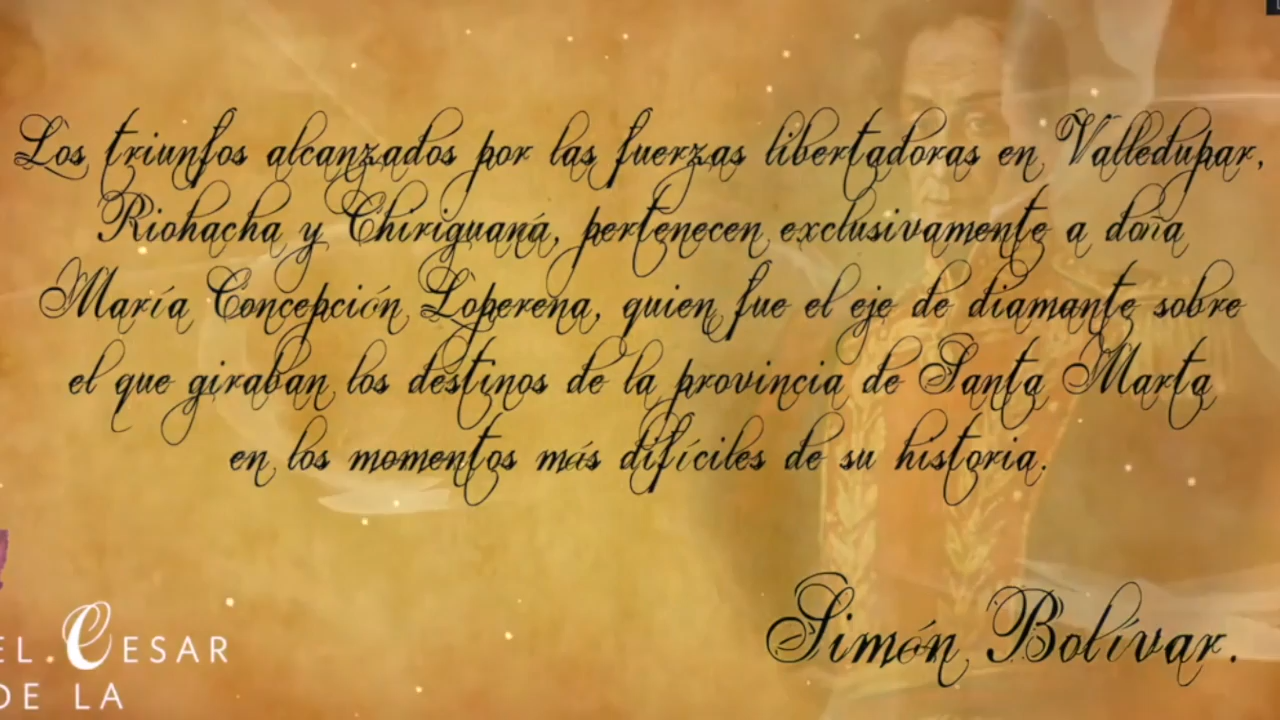 Los triunfos alcanzados por las fuerzas libertadoras en Valledupar,
Riohacha y Chiriguaná, pertenecen exclusivamente a doña
María Concepción Loperena, quien fue el eje de diamante sobre
el que giraban los destinos de la provincia de Santa Marta
en los momentos más difíciles de su historia.
Simón Bolívar.
EL CESAR
DE LA